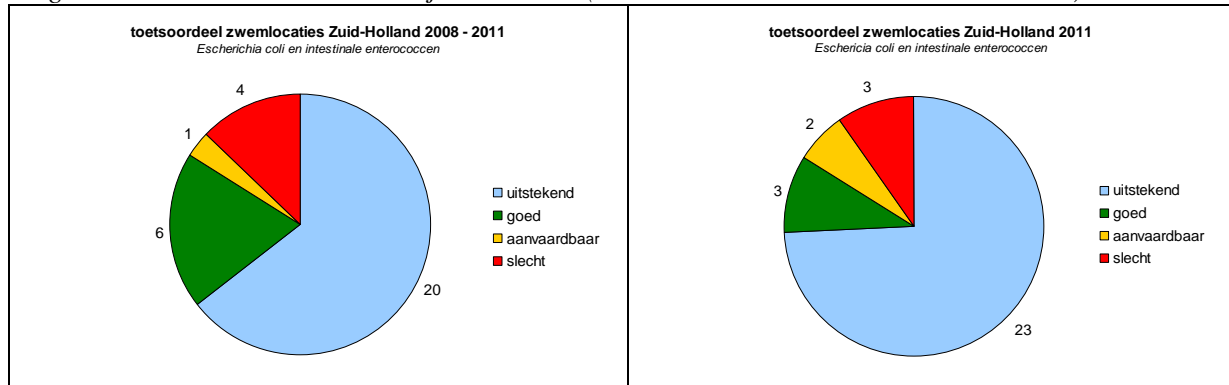 toetsoordeel zwemlocaties Zuid-Holland 2008 - 2011
Escherichia coli en intestinale enterococcen
4
1
6
20
uitstekend
goed
aanvaardbaar
slecht
toetsoordeel zwemlocaties Zuid-Holland 2011
Eschericia coli en intestinale enterococcen
3
2
3
23
uitstekend
goed
aanvaardbaar
slecht